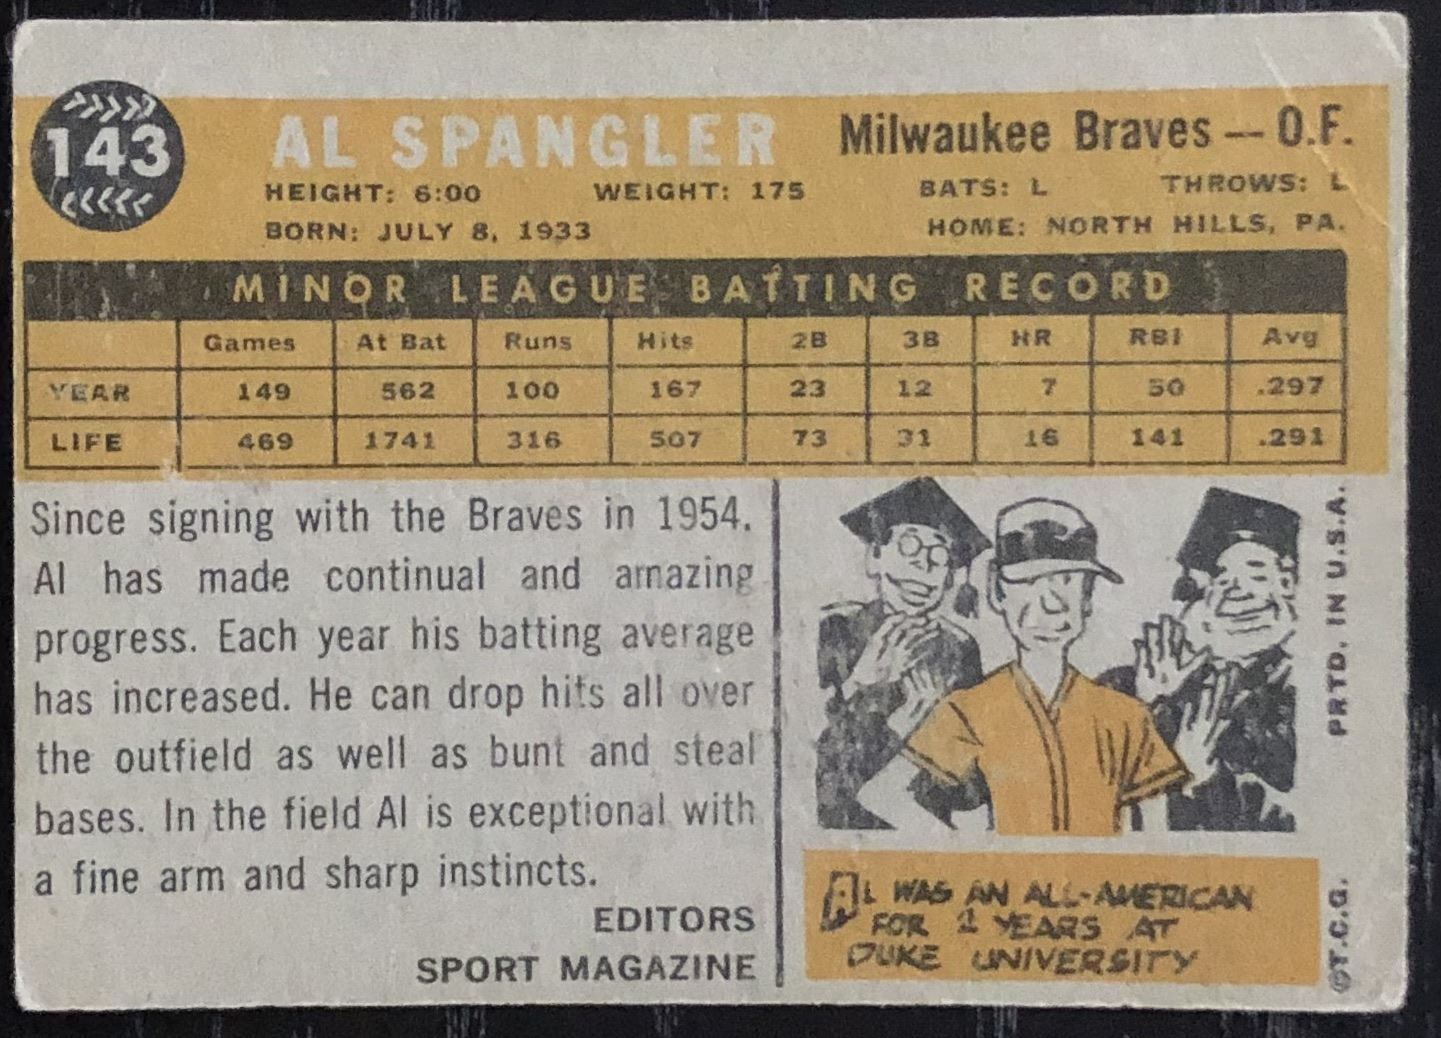 143
AL SPANGLER
Milwaukee Braves — O.F.
HEIGHT: 6:00 WEIGHT: 175 BATS: L THROWS: L
BORN: JULY 8, 1933 HOME: NORTH HILLS, PA.
MINOR LEAGUE BATTING RECORD
Games At Bat Runs Hits 2B 3B HR RBI Avg
YEAR 149 562 100 167 23 12 7 50 .297
LIFE 469 1741 316 507 73 31 16 141 .291
Since signing with the Braves in 1954.
Al has made continual and amazing
progress. Each year his batting average
has increased. He can drop hits all over
the outfield as well as bunt and steal
bases. In the field Al is exceptional with
a fine arm and sharp instincts.
EDITORS
SPORT MAGAZINE
AL WAS AN ALL-AMERICAN
FOR 2 YEARS AT
DUKE UNIVERSITY
©T.C.G. PRTD. IN U.S.A.